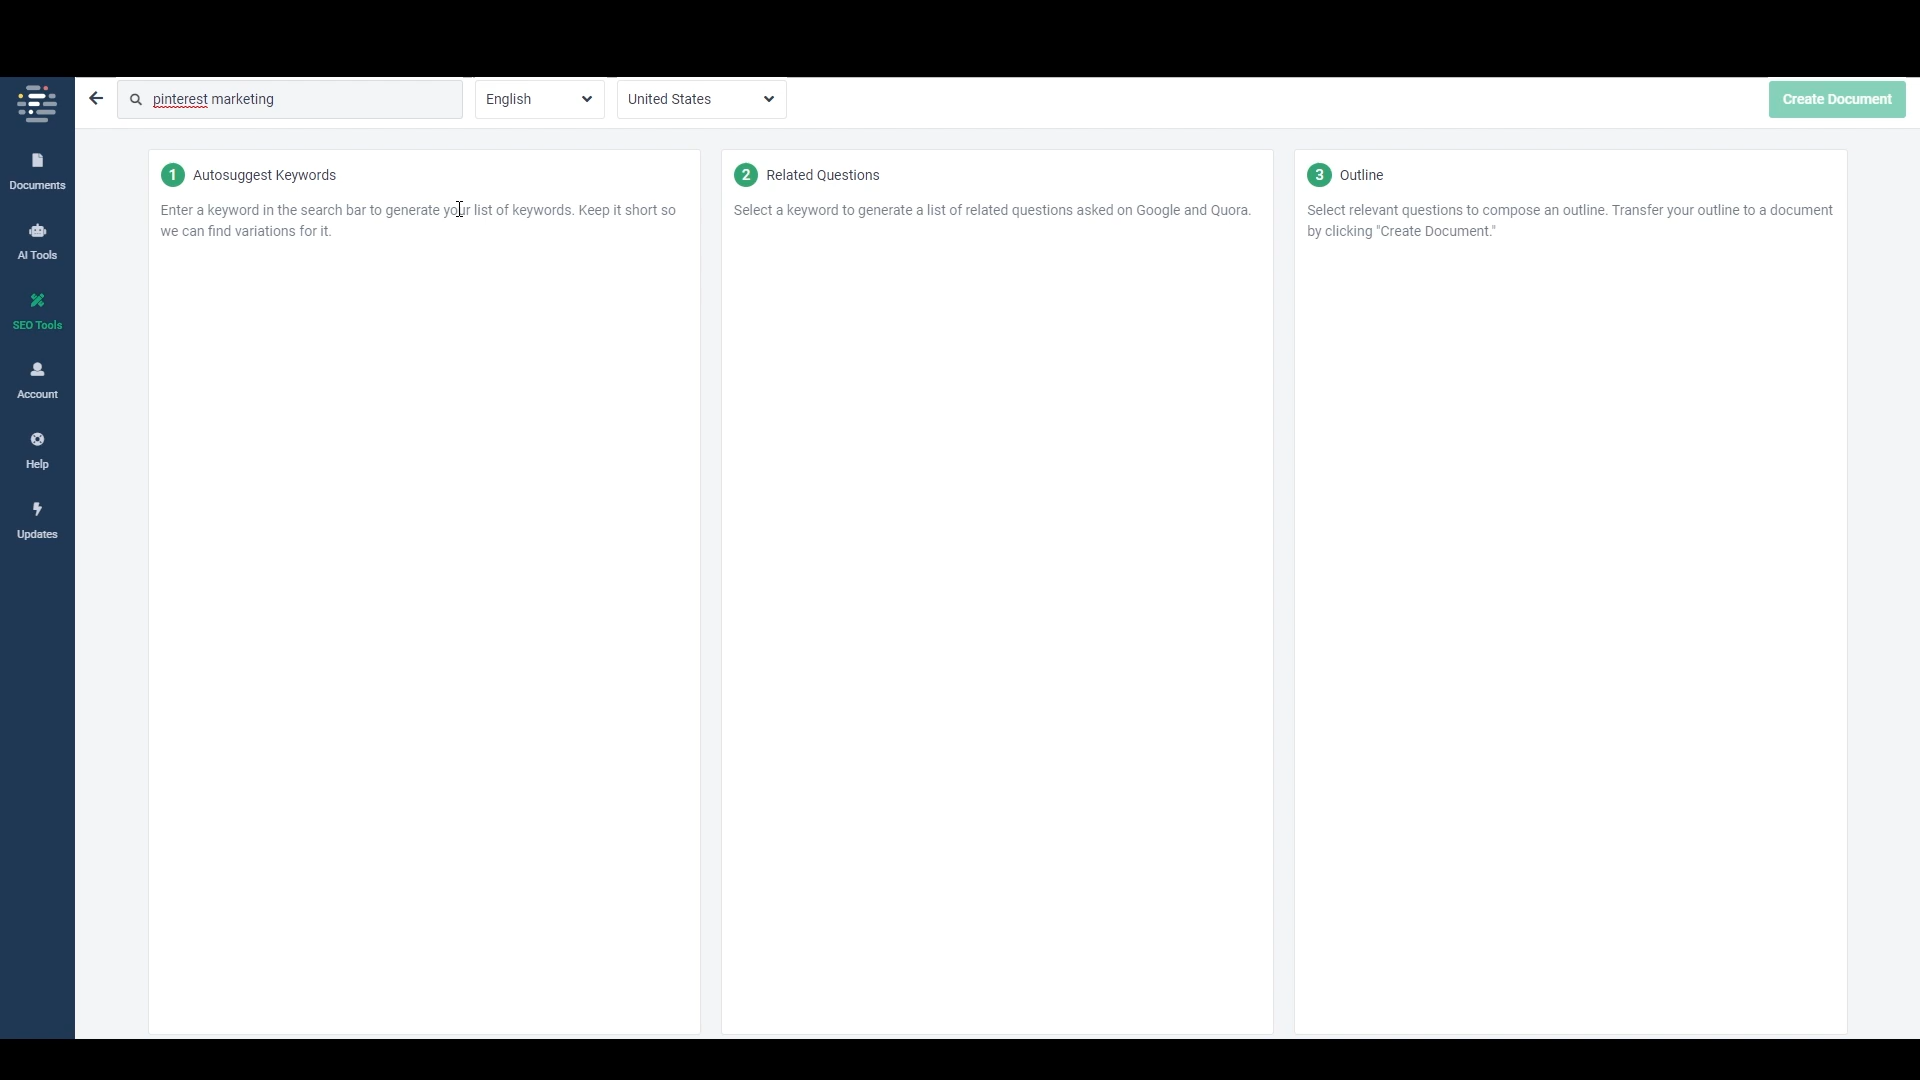 pinterest marketing
English
United States
Create Document
Documents
AI Tools
SEO Tools
Account
Help
Updates
1 Autosuggest Keywords
Enter a keyword in the search bar to generate your list of keywords. Keep it short so
we can find variations for it.
2 Related Questions
Select a keyword to generate a list of related questions asked on Google and Quora.
3 Outline
Select relevant questions to compose an outline. Transfer your outline to a document
by clicking "Create Document."